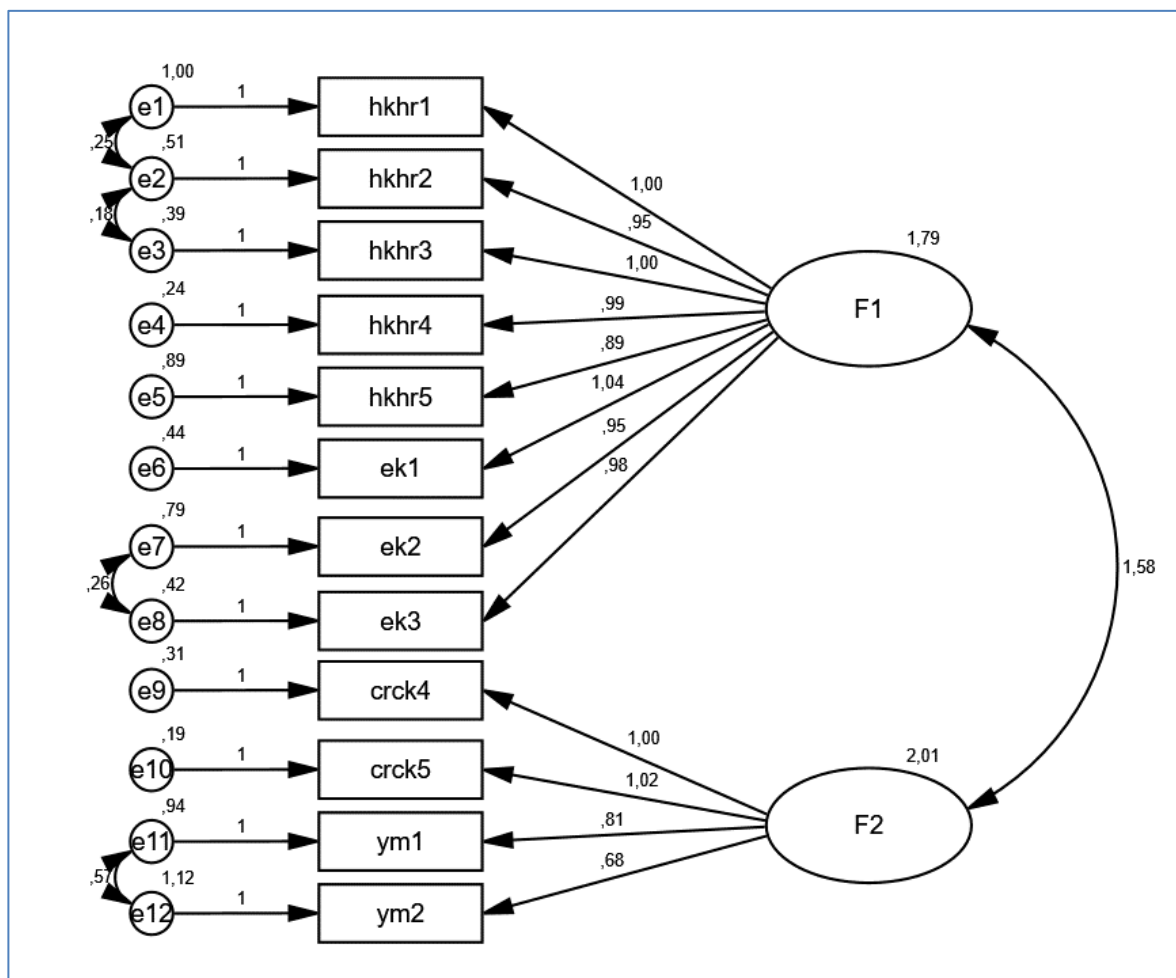 1,00
e1 1 hkhr1
,25
,51
e2 1 hkhr2
,18
,39
e3 1 hkhr3
,24
e4 1 hkhr4
,89
e5 1 hkhr5
,44
e6 1 ek1
,79
e7 1 ek2
,26
,42
e8 1 ek3
,31
e9 1 crck4
,19
e10 1 crck5
,94
e11 1 ym1
,57
1,12
e12 1 ym2
1,00
,95
1,00
,99
,89
1,04
,95
,98
1,79
F1
1,58
1,00
1,02
,81
,68
2,01
F2